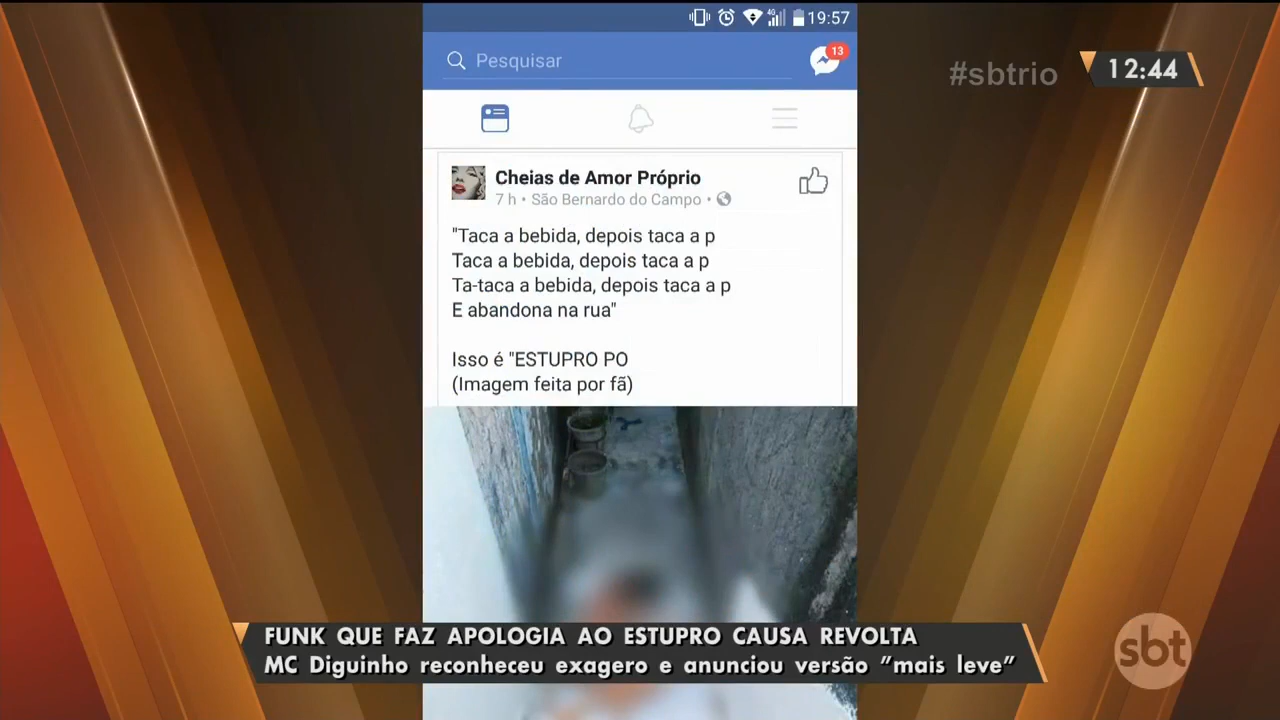 4G 19:57
Pesquisar
13
#sbtrio
12:44
Cheias de Amor Próprio
7 h • São Bernardo do Campo •
"Taca a bebida, depois taca a p
Taca a bebida, depois taca a p
Ta-taca a bebida, depois taca a p
E abandona na rua"
Isso é "ESTUPRO PO
(Imagem feita por fã)
FUNK QUE FAZ APOLOGIA AO ESTUPRO CAUSA REVOLTA
MC Diguinho reconheceu exagero e anunciou versão "mais leve"
sbt